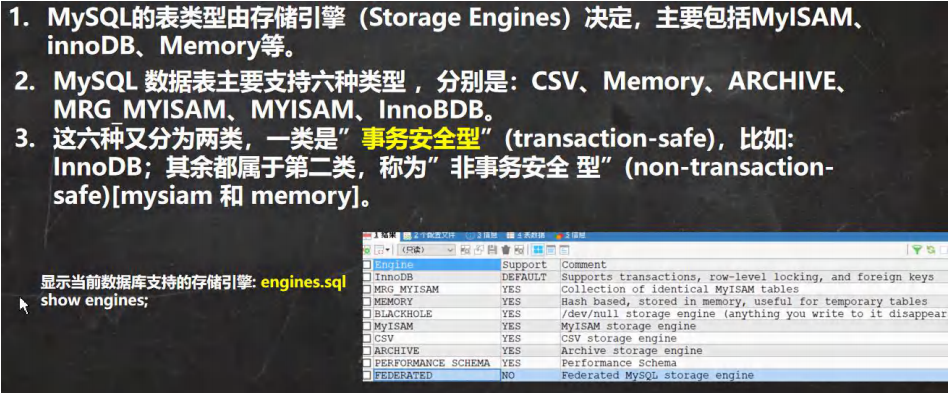 1. MySQL的表类型由存储引擎（Storage Engines）决定，主要包括MyISAM、
innoDB、Memory等。
2. MySQL 数据表主要支持六种类型 ，分别是：CSV、Memory、ARCHIVE、
MRG_MYISAM、MYISAM、InnoBDB。
3. 这六种又分为两类，一类是”事务安全型”(transaction-safe)，比如:
InnoDB；其余都属于第二类，称为” 非事务安全 型”(non-transaction-
safe)[mysiam 和 memory]。
1 结果 2 个配置文件 3 信息 4 表数据 5 信息
(只读)
Engine Support Comment
InnoDB DEFAULT Supports transactions, row-level locking, and foreign keys
MRG_MYISAM YES Collection of identical MyISAM tables
MEMORY YES Hash based, stored in memory, useful for temporary tables
BLACKHOLE YES /dev/null storage engine (anything you write to it disappear
MyISAM YES MyISAM storage engine
CSV YES CSV storage engine
ARCHIVE YES Archive storage engine
PERFORMANCE SCHEMA YES Performance Schema
FEDERATED NO Federated MySQL storage engine
显示当前数据库支持的存储引擎: engines.sql
show engines;